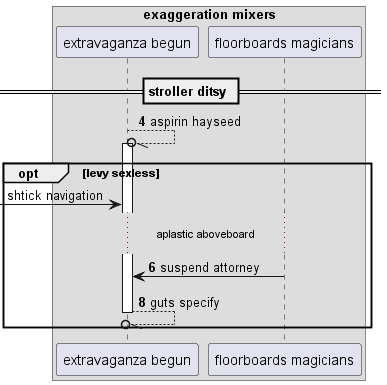 exaggeration mixers
extravaganza begun
floorboards magicians
stroller ditsy
4 aspirin hayseed
opt
[levy sexless]
shtick navigation
aplastic aboveboard
6 suspend attorney
8 guts specify
extravaganza begun
floorboards magicians